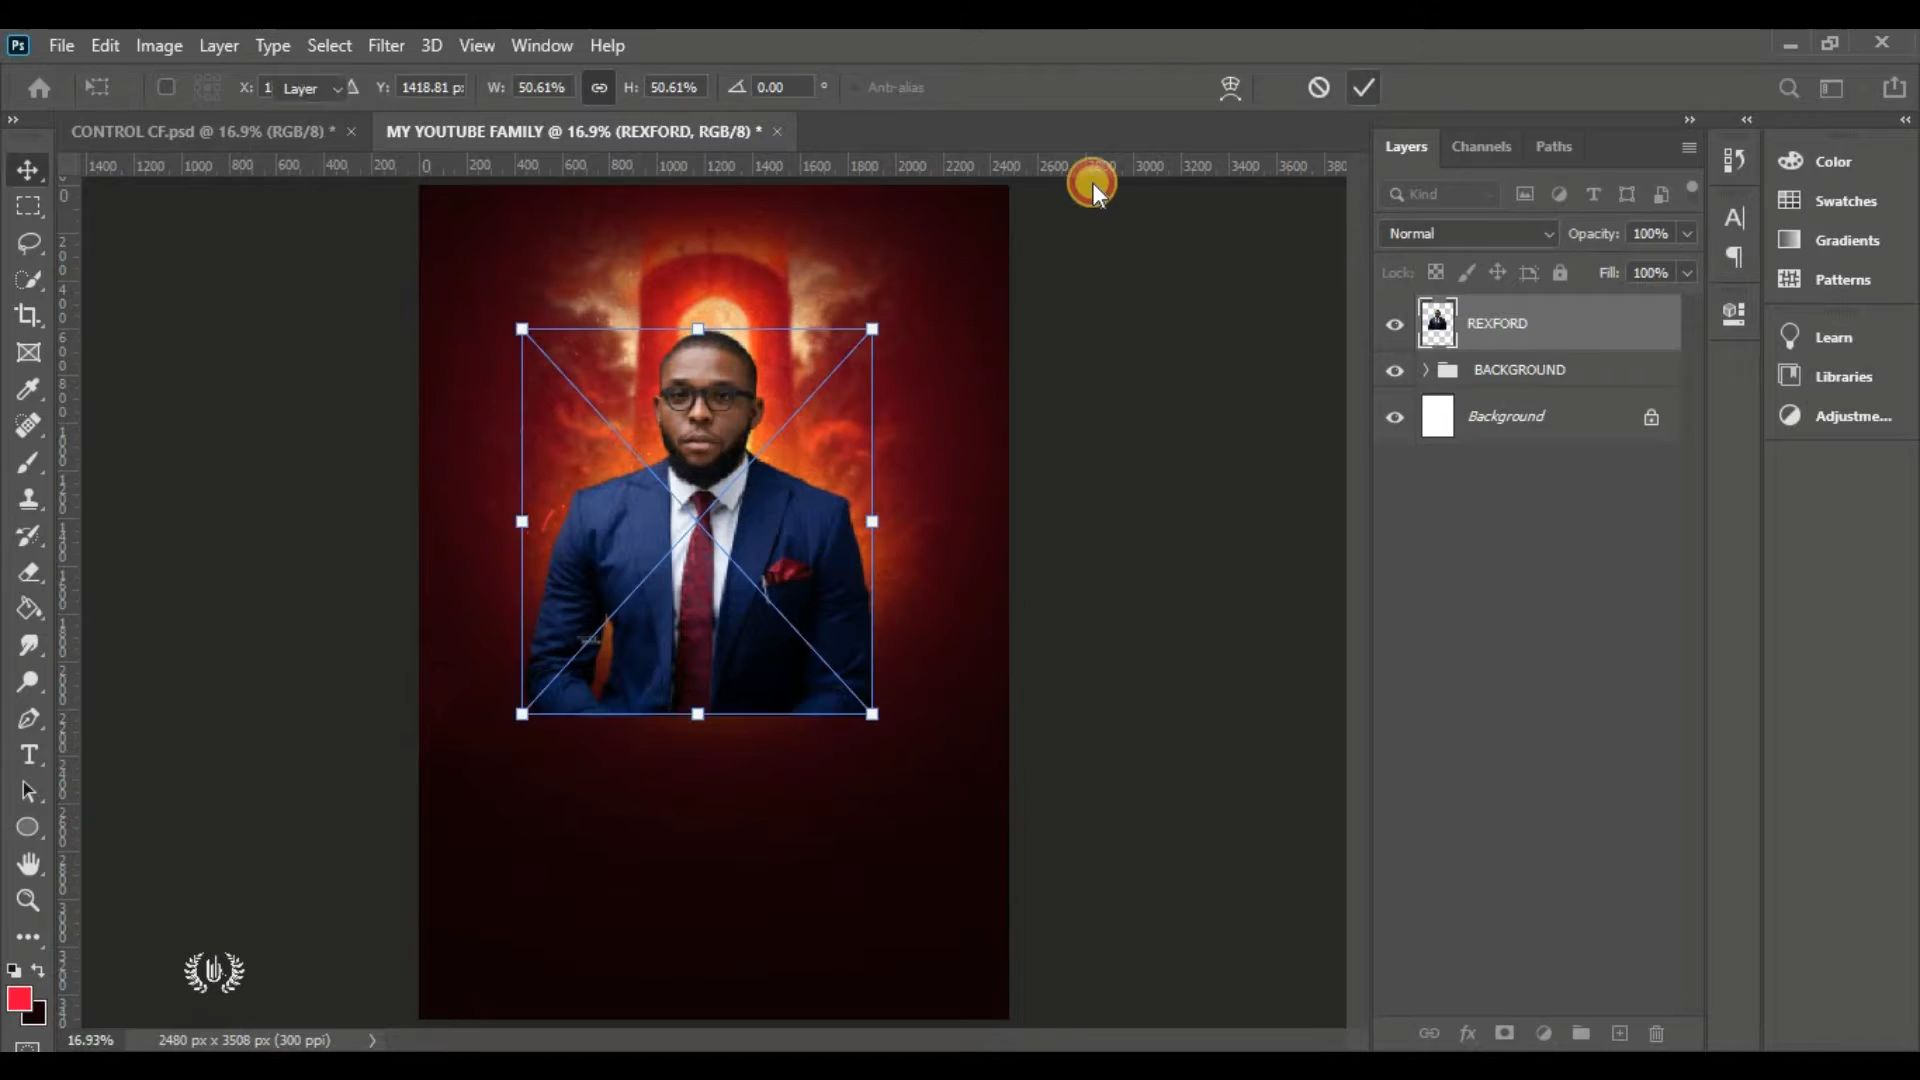 Ps File Edit Image Layer Type Select Filter 3D View Window Help
X: 1 Layer Y: 1418.81 p: W: 50.61% H: 50.61% 0.00 ° Anti-alias
CONTROL CF.psd @ 16.9% (RGB/8) * × MY YOUTUBE FAMILY @ 16.9% (REXFORD, RGB/8) * ×
1400 1200 1000 800 600 400 200 0 200 400 600 800 1000 1200 1400 1600 1800 2000 2200 2400 2600 3000 3200 3400 3600
Layers Channels Paths
Kind
Normal Opacity: 100%
Lock: Fill: 100%
REXFORD
BACKGROUND
Background
Color
Swatches
Gradients
Patterns
Learn
Libraries
Adjustme...
16.93% 2480 px x 3508 px (300 ppi)